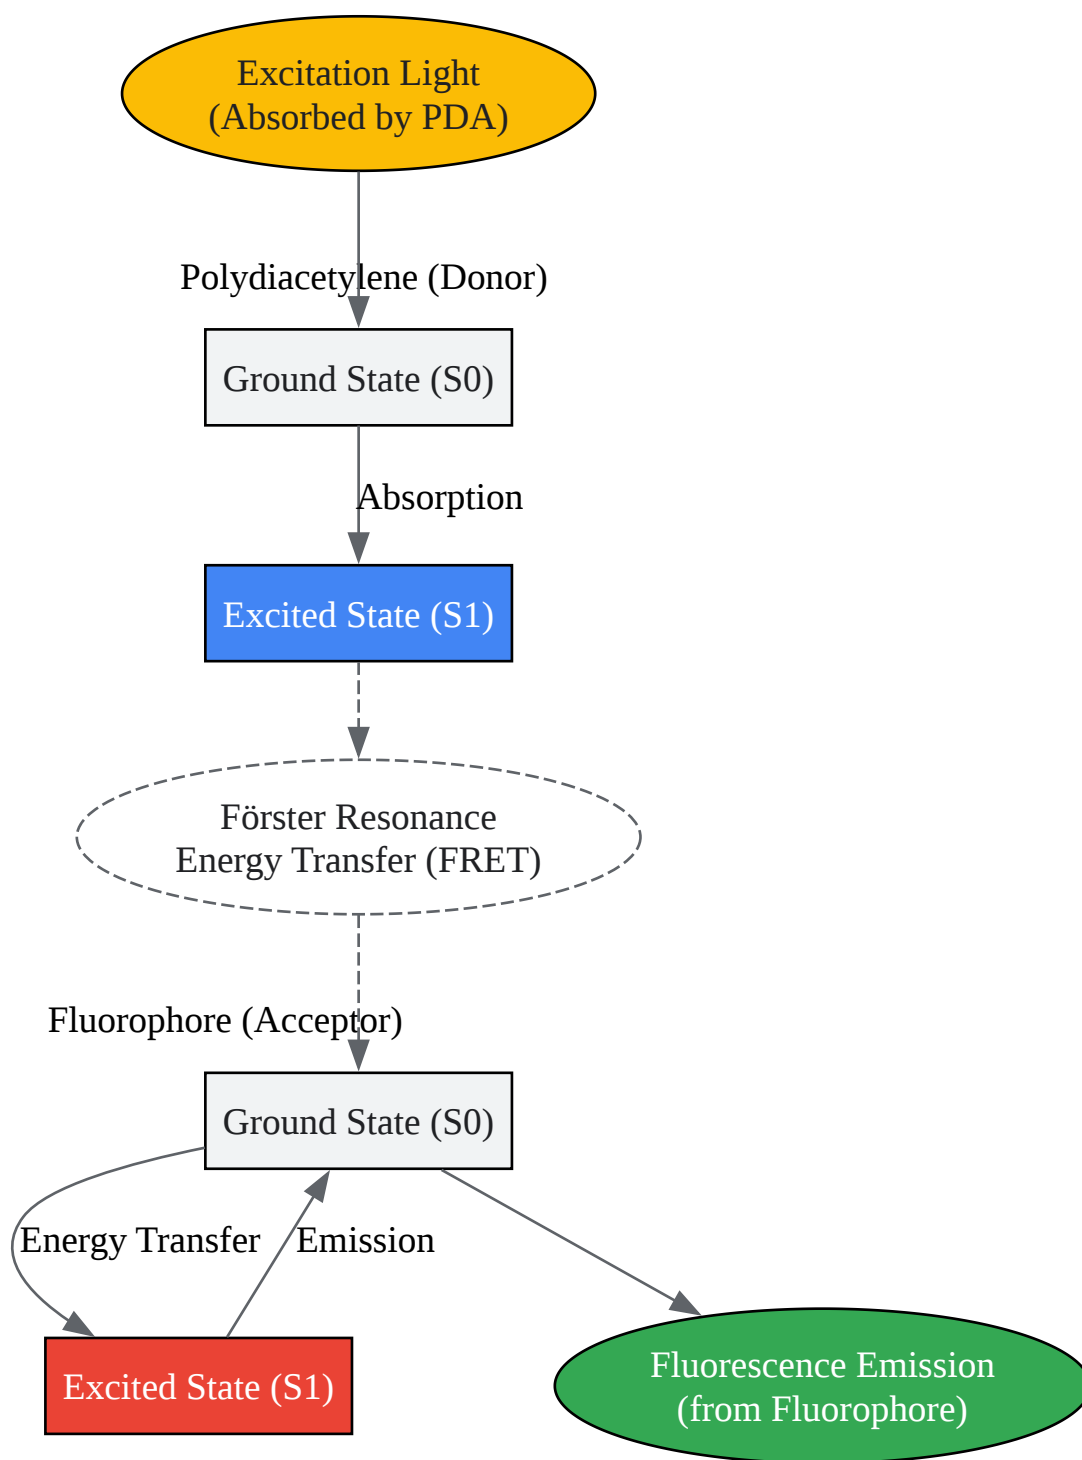 Excitation Light
(Absorbed by PDA)
Polydiacetylene (Donor)
Ground State (S0)
Absorption
Excited State (S1)
Förster Resonance
Energy Transfer (FRET)
Fluorophore (Acceptor)
Ground State (S0)
Energy Transfer
Emission
Excited State (S1)
Fluorescence Emission
(from Fluorophore)